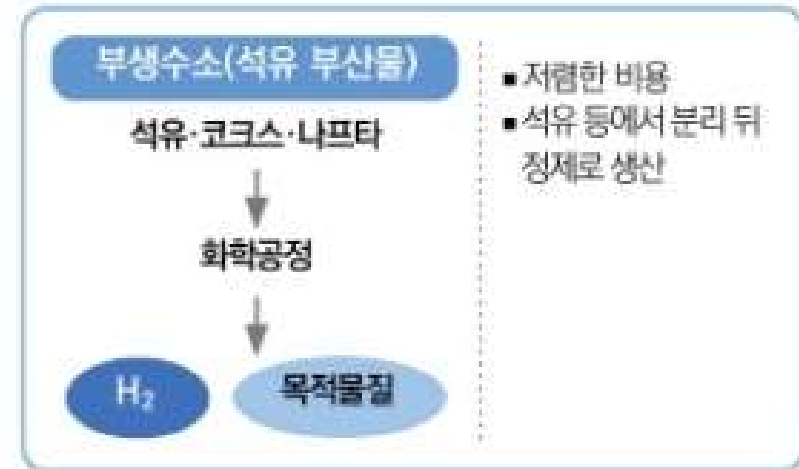 부생수소(석유 부산물)
석유·코크스·나프타
화학공정
H₂
목적물질
▪ 저렴한 비용
▪ 석유 등에서 분리 뒤
정제로 생산